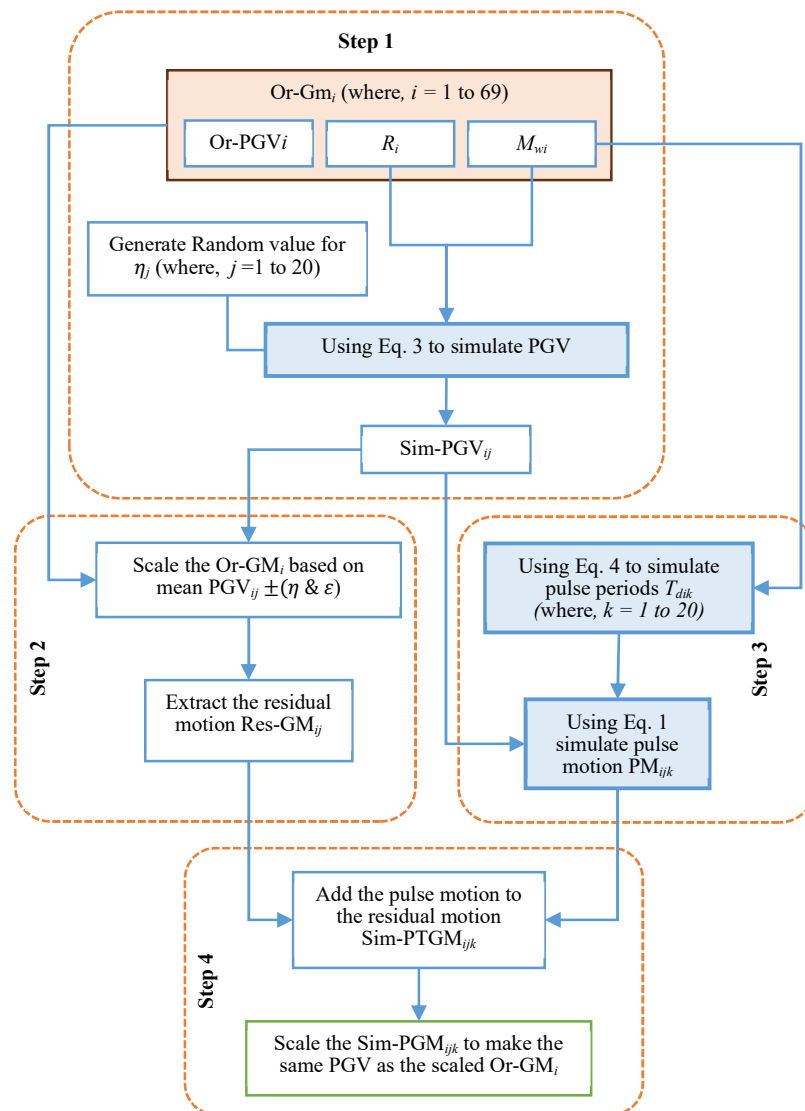 Step 1
Or-Gmi (where, i = 1 to 69)
Or-PGVi
Ri
Mwi
Generate Random value for
ηj (where, j =1 to 20)
Using Eq. 3 to simulate PGV
Sim-PGVij
Scale the Or-GMi based on
mean PGVij ±(η & ε)
Step 2
Extract the residual
motion Res-GMij
Using Eq. 4 to simulate
pulse periods Tdik
(where, k = 1 to 20)
Step 3
Using Eq. 1
simulate pulse
motion PMijk
Add the pulse motion to
the residual motion
Sim-PTGMijk
Step 4
Scale the Sim-PGMijk to make the
same PGV as the scaled Or-GMi